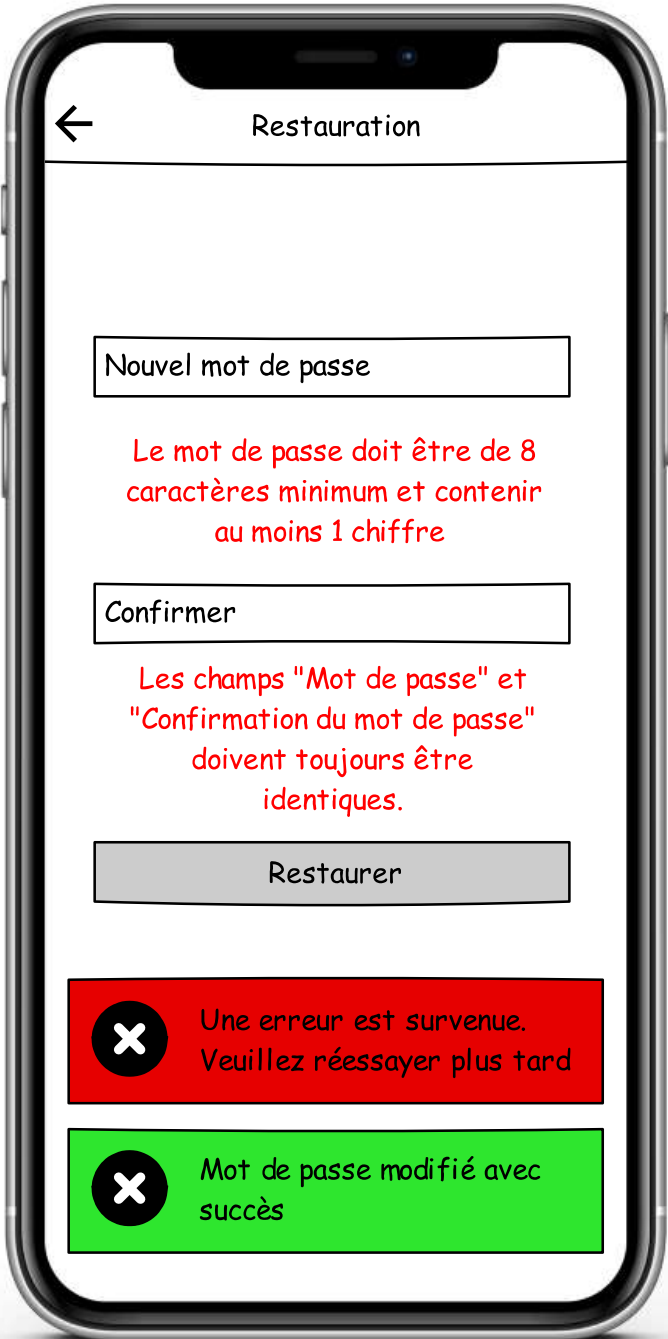 Restauration
Nouvel mot de passe
Le mot de passe doit être de 8
caractères minimum et contenir
au moins 1 chiffre
Confirmer
Les champs "Mot de passe" et
"Confirmation du mot de passe"
doivent toujours être
identiques.
Restaurer
Une erreur est survenue.
Veuillez réessayer plus tard
Mot de passe modifié avec
succès